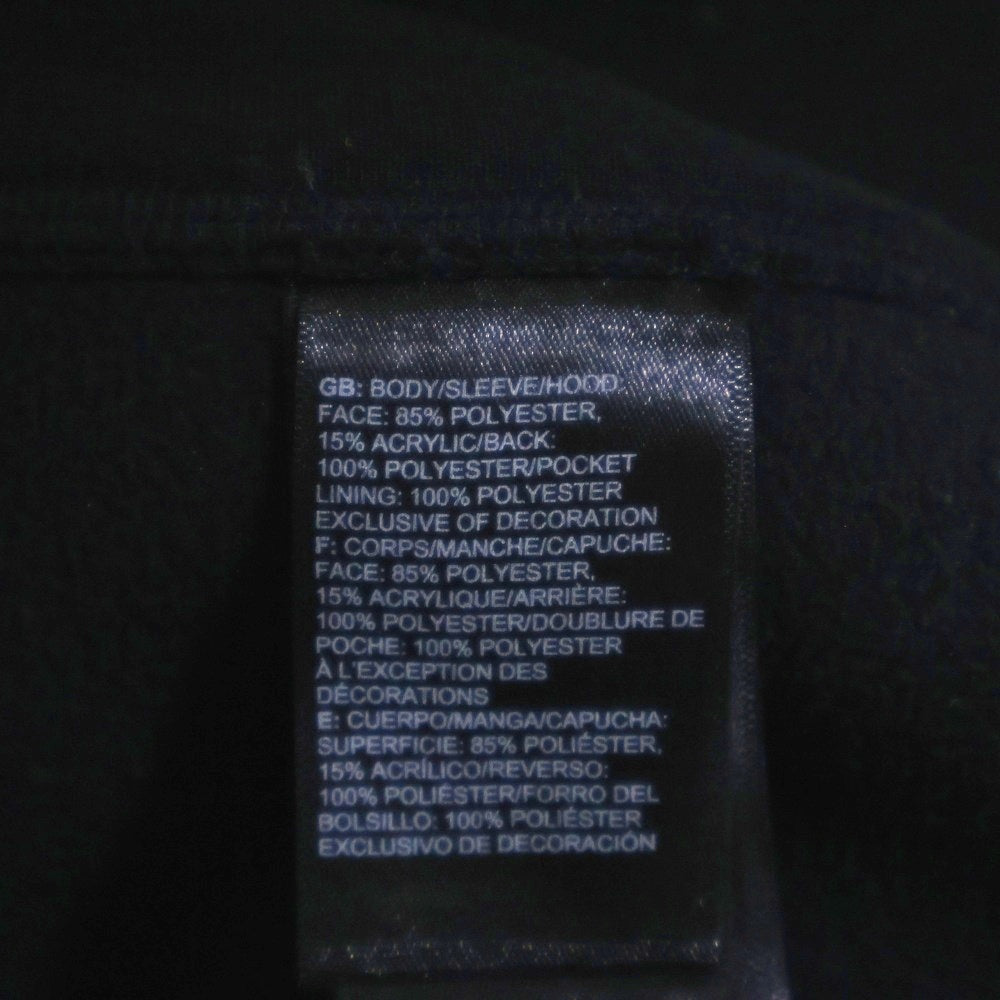 GB: BODY/SLEEVE/HOOD:
FACE: 85% POLYESTER,
15% ACRYLIC/BACK:
100% POLYESTER/POCKET
LINING: 100% POLYESTER
EXCLUSIVE OF DECORATION
F: CORPS/MANCHE/CAPUCHE:
FACE: 85% POLYESTER,
15% ACRYLIQUE/ARRIÈRE:
100% POLYESTER/DOUBLURE DE
POCHE: 100% POLYESTER
À L'EXCEPTION DES
DÉCORATIONS
E: CUERPO/MANGA/CAPUCHA:
SUPERFICIE: 85% POLIÉSTER,
15% ACRÍLICO/REVERSO:
100% POLIÉSTER/FORRO DEL
BOLSILLO: 100% POLIÉSTER
EXCLUSIVO DE DECORACIÓN